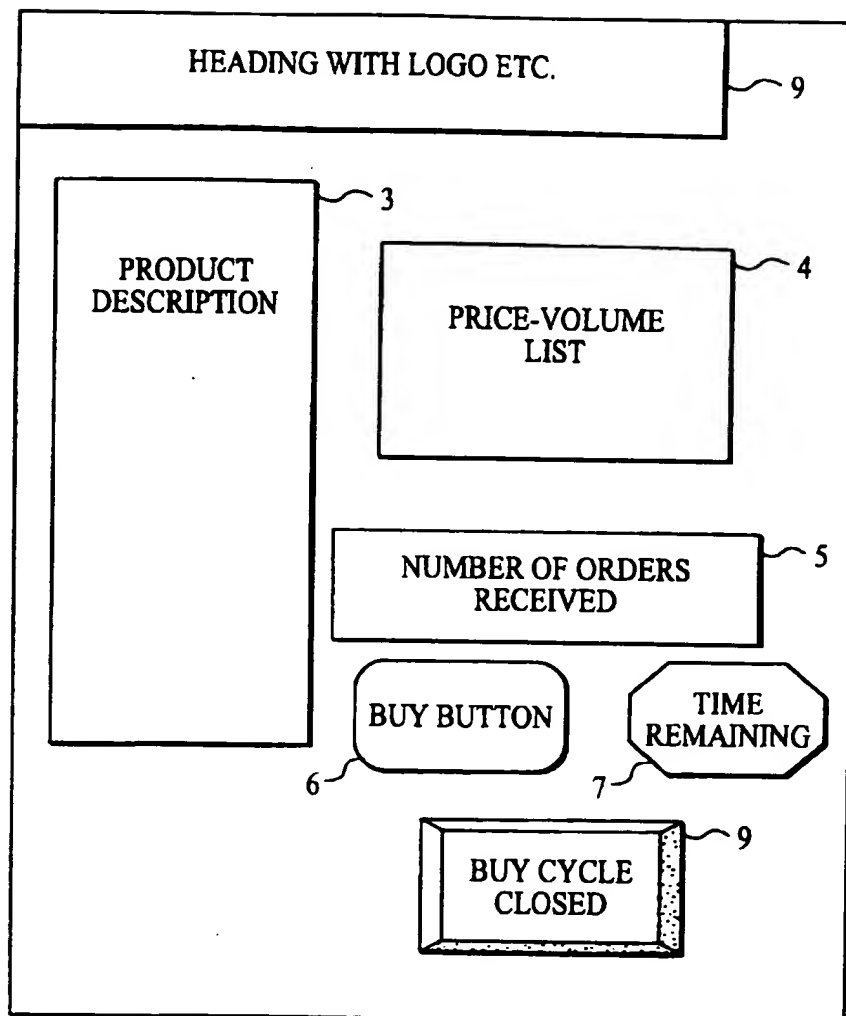 HEADING WITH LOGO ETC.
9
3
PRODUCT
DESCRIPTION
4
PRICE-VOLUME
LIST
5
NUMBER OF ORDERS
RECEIVED
BUY BUTTON
6
TIME
REMAINING
7
9
BUY CYCLE
CLOSED